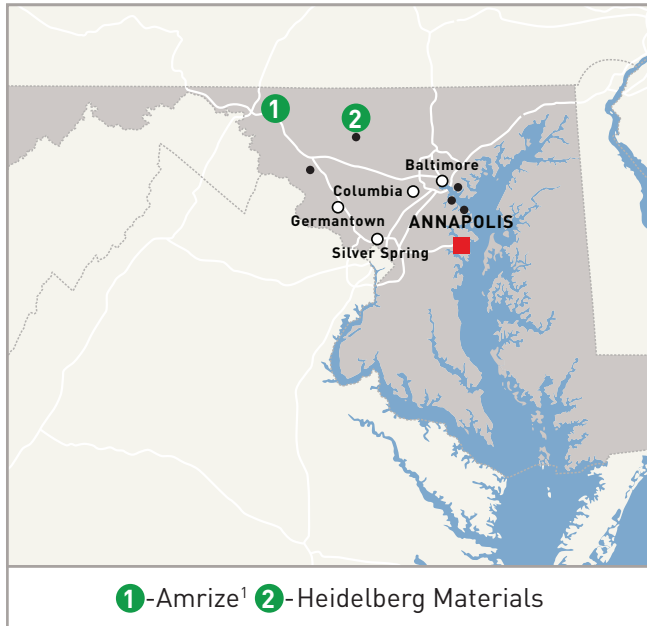 1
2
Baltimore
Columbia
ANNAPOLIS
Germantown
Silver Spring
1-Amrize¹ 2-Heidelberg Materials